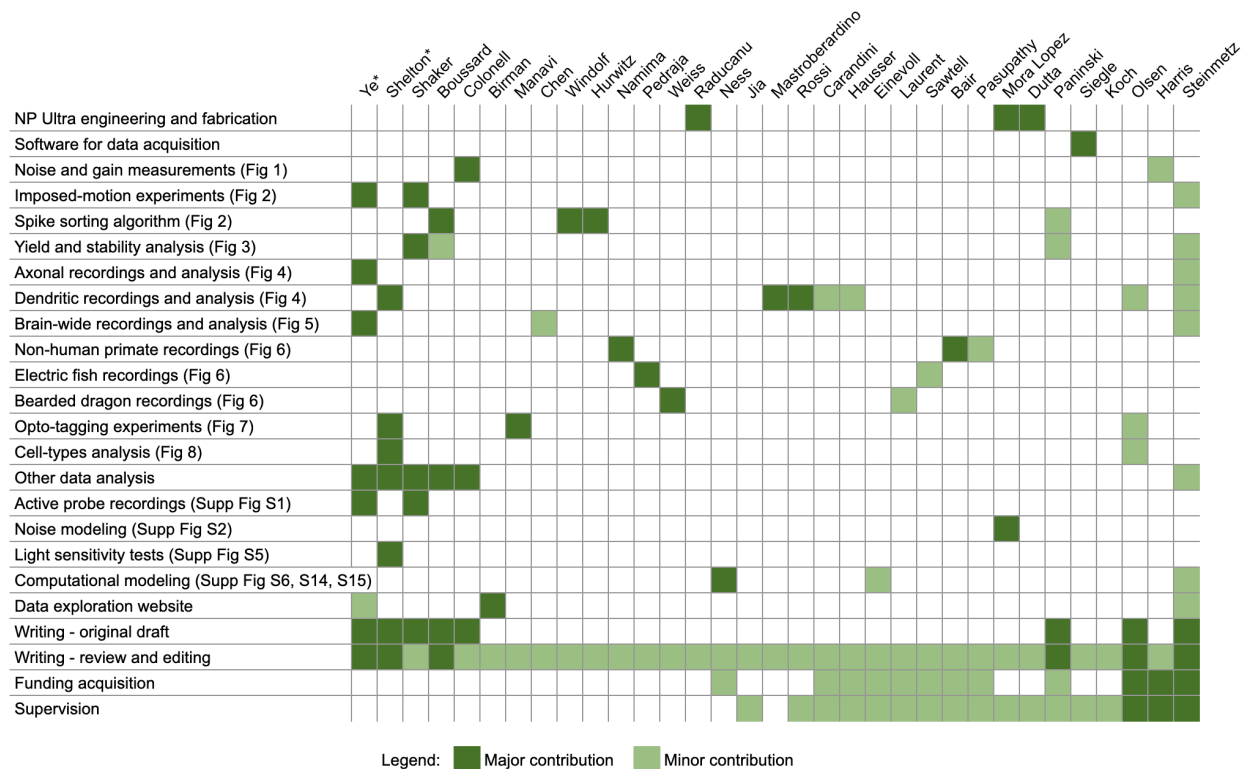 Ye*
Shelton*
Shaker
Boussard
Colonell
Birman
Manavi
Chen
Windolf
Hurwitz
Namima
Pedraja
Weiss
Raducanu
Ness
Jia
Mastroberardino
Rossi
Carandini
Hausser
Einevoll
Laurent
Sawtell
Bair
Pasupathy
Mora Lopez
Dutta
Paninski
Siegle
Koch
Olsen
Harris
Steinmetz
NP Ultra engineering and fabrication
Software for data acquisition
Noise and gain measurements (Fig 1)
Imposed-motion experiments (Fig 2)
Spike sorting algorithm (Fig 2)
Yield and stability analysis (Fig 3)
Axonal recordings and analysis (Fig 4)
Dendritic recordings and analysis (Fig 4)
Brain-wide recordings and analysis (Fig 5)
Non-human primate recordings (Fig 6)
Electric fish recordings (Fig 6)
Bearded dragon recordings (Fig 6)
Opto-tagging experiments (Fig 7)
Cell-types analysis (Fig 8)
Other data analysis
Active probe recordings (Supp Fig S1)
Noise modeling (Supp Fig S2)
Light sensitivity tests (Supp Fig S5)
Computational modeling (Supp Fig S6, S14, S15)
Data exploration website
Writing - original draft
Writing - review and editing
Funding acquisition
Supervision
Legend: Major contribution Minor contribution